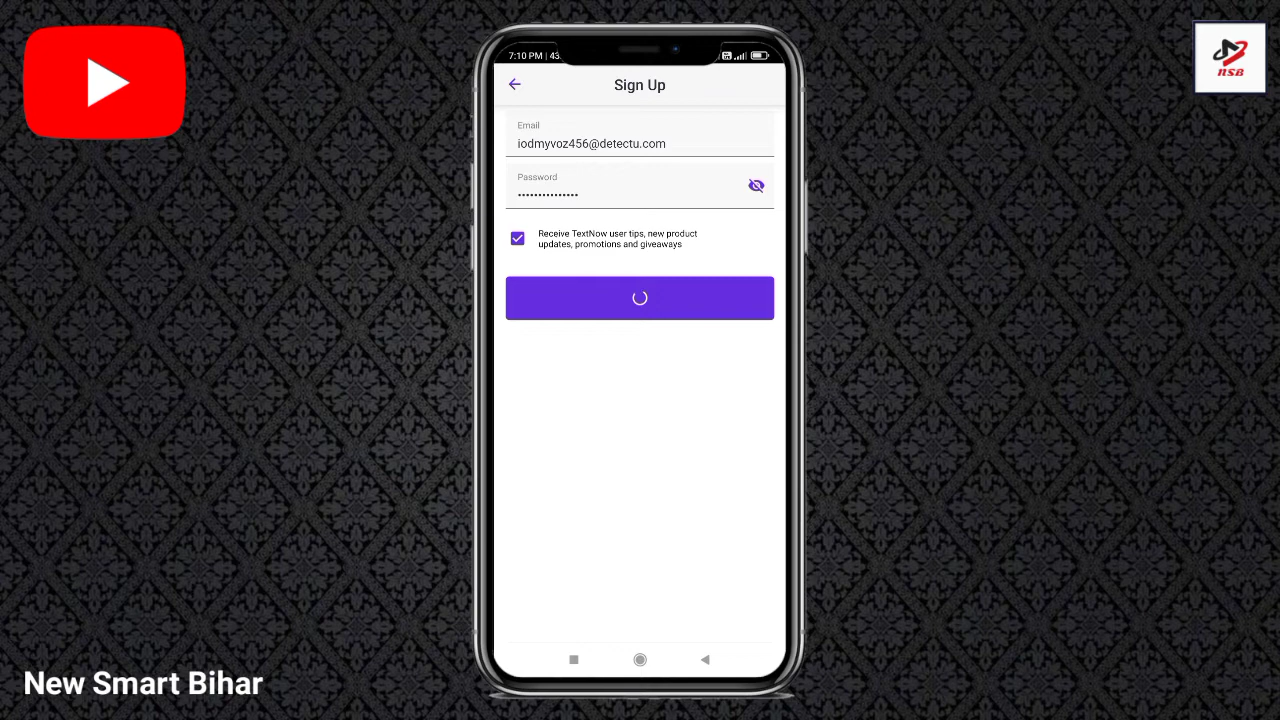 7:10 PM | 43
Sign Up
Email
iodmyvoz456@detectu.com
Password
•••••••••••••••
Receive TextNow user tips, new product
updates, promotions and giveaways
NSB
New Smart Bihar